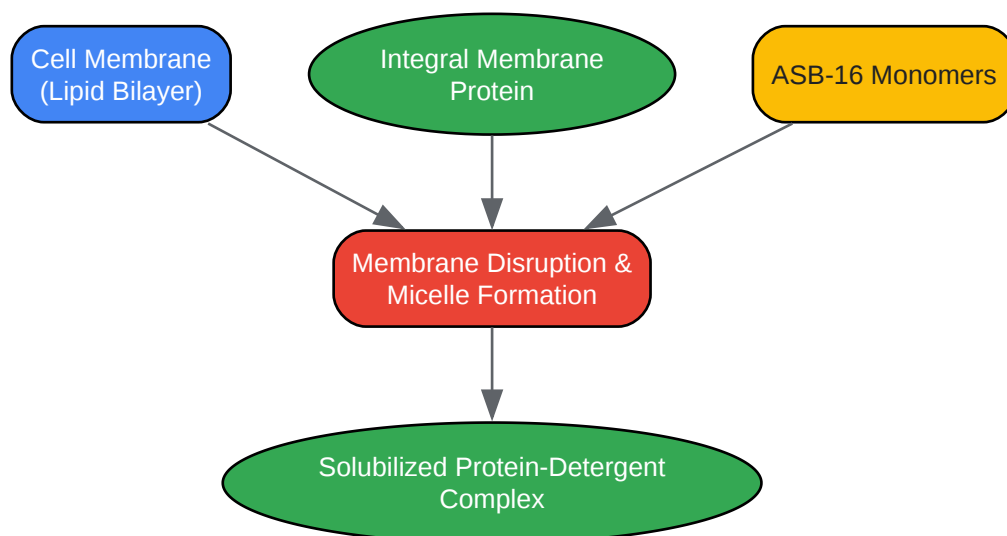 Cell Membrane
(Lipid Bilayer)
Integral Membrane
Protein
ASB-16 Monomers
Membrane Disruption &
Micelle Formation
Solubilized Protein-Detergent
Complex